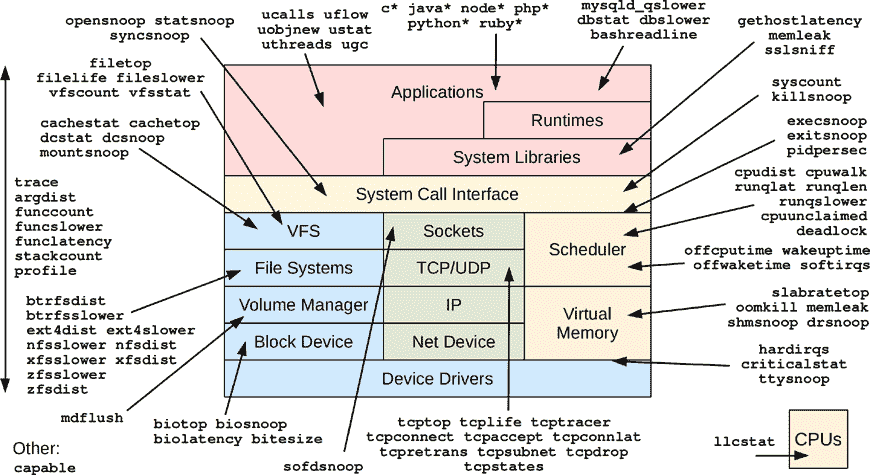 opensnoop statsnoop
syncsnoop
ucalls uflow
uobjnew ustat
uthreads ugc
c* java* node* php*
python* ruby*
mysqld_qslower
dbstat dbslower
bashreadline
gethostlatency
memleak
sslsniff
filetop
filelife fileslower
vfscount vfsstat
cachestat cachetop
dcstat dcsnoop
mountsnoop
trace
argdist
funccount
funcslower
funclatency
stackcount
profile
btrfsdist
btrfsslower
ext4dist ext4slower
nfsslower nfsdist
xfsslower xfsdist
zfsslower
zfsdist
mdflush
Other:
capable
Applications
Runtimes
System Libraries
System Call Interface
VFS
Sockets
Scheduler
File Systems
TCP/UDP
Volume Manager
IP
Virtual
Memory
Block Device
Net Device
Device Drivers
syscount
killsnoop
execsnoop
exitsnoop
pidpersec
cpudist cpuwalk
runqlat runqlen
runqslower
cpuunclaimed
deadlock
offcputime wakeuptime
offwaketime softirqs
slabratetop
oomkill memleak
shmsnoop drsnoop
hardirqs
criticalstat
ttysnoop
biotop biosnoop
biolatency bitesize
sofdsnoop
tcptop tcplife tcptracer
tcpconnect tcpaccept tcpconnlat
tcpretrans tcpsubnet tcpdrop
tcpstates
llcstat
CPUs